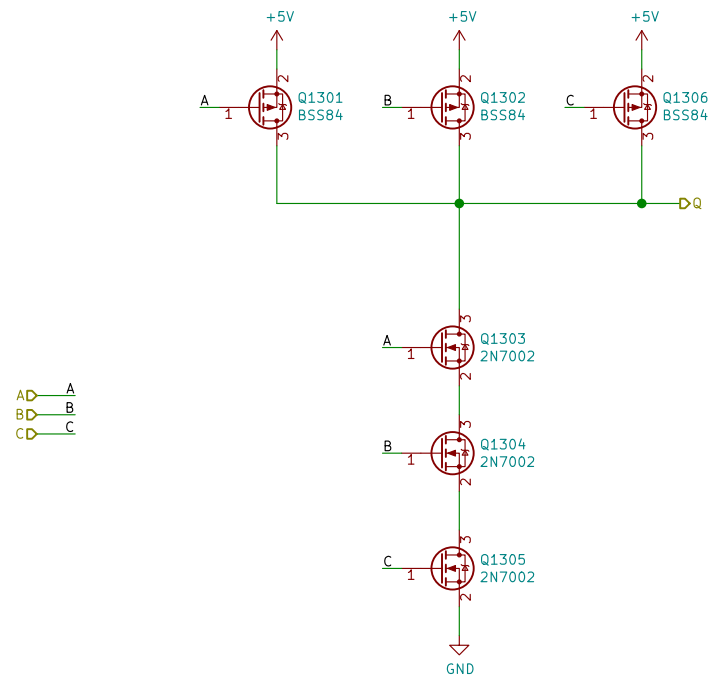 +5V +5V +5V
2 2 2
A 1 Q1301 B 1 Q1302 C 1 Q1306
BSS84 BSS84 BSS84
3 3 3
Q
3
A 1 Q1303
2N7002
2
A A
B B
C C
3
B 1 Q1304
2N7002
2
3
C 1 Q1305
2N7002
2
GND